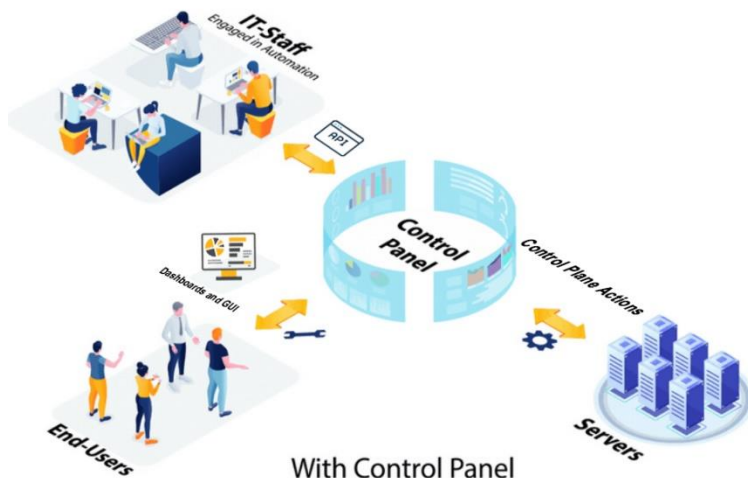 IT-Staff
Engaged in Automation
API
Control
Panel
Control Plane Actions
Dashboards and GUI
End-Users
Servers
With Control Panel